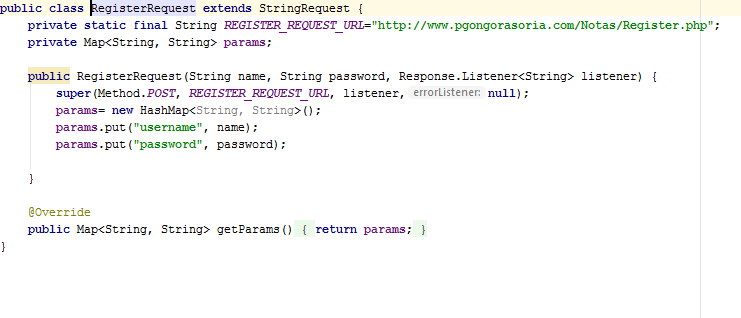 public class RegisterRequest extends StringRequest {
    private static final String REGISTER_REQUEST_URL="http://www.pgongorasoria.com/Notas/Register.php";
    private Map<String, String> params;

    public RegisterRequest(String name, String password, Response.Listener<String> listener) {
        super(Method.POST, REGISTER_REQUEST_URL, listener, errorListener: null);
        params= new HashMap<String, String>();
        params.put("username", name);
        params.put("password", password);

    }

    @Override
    public Map<String, String> getParams() { return params; }
}